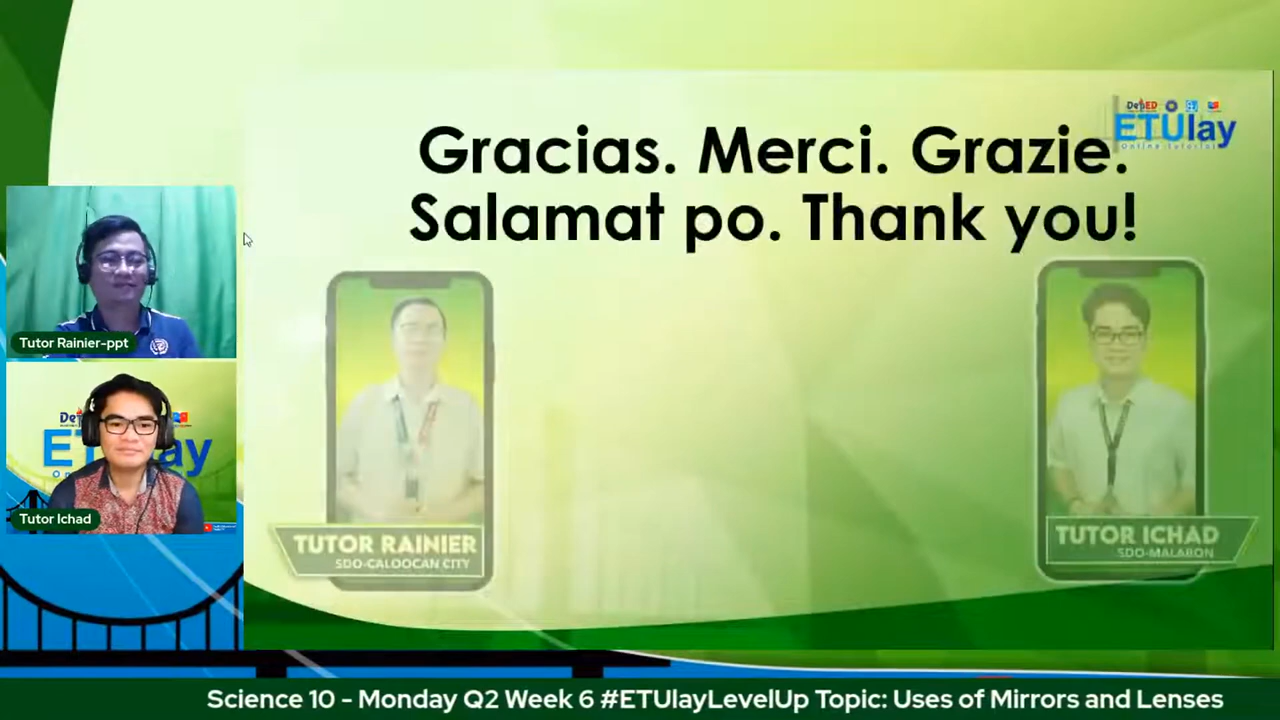 DepED
ETUlay
Online Tutorial
Gracias. Merci. Grazie.
Salamat po. Thank you!
Tutor Rainier-ppt
Tutor Ichad
TUTOR RAINIER
SDO-CALOOCAN CITY
TUTOR ICHAD
SDO-MALABON
Science 10 - Monday Q2 Week 6 #ETUlayLevelUp Topic: Uses of Mirrors and Lenses